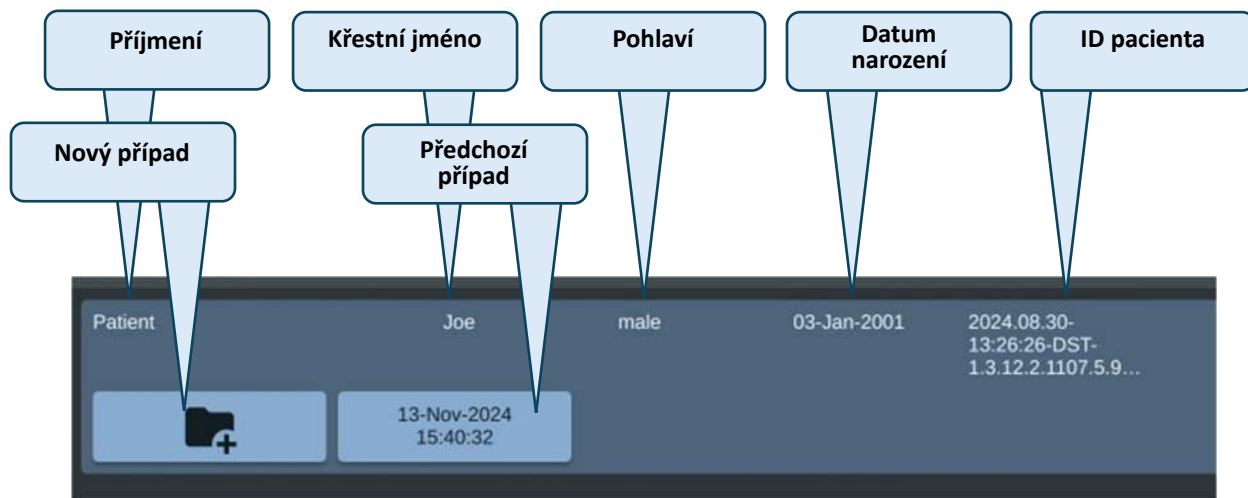 Příjmení
Křestní jméno
Pohlaví
Datum
narození
ID pacienta
Nový případ
Předchozí
případ
Patient
Joe
male
03-Jan-2001
2024.08.30-
13:26:26-DST-
1.3.12.2.1107.5.9...
13-Nov-2024
15:40:32